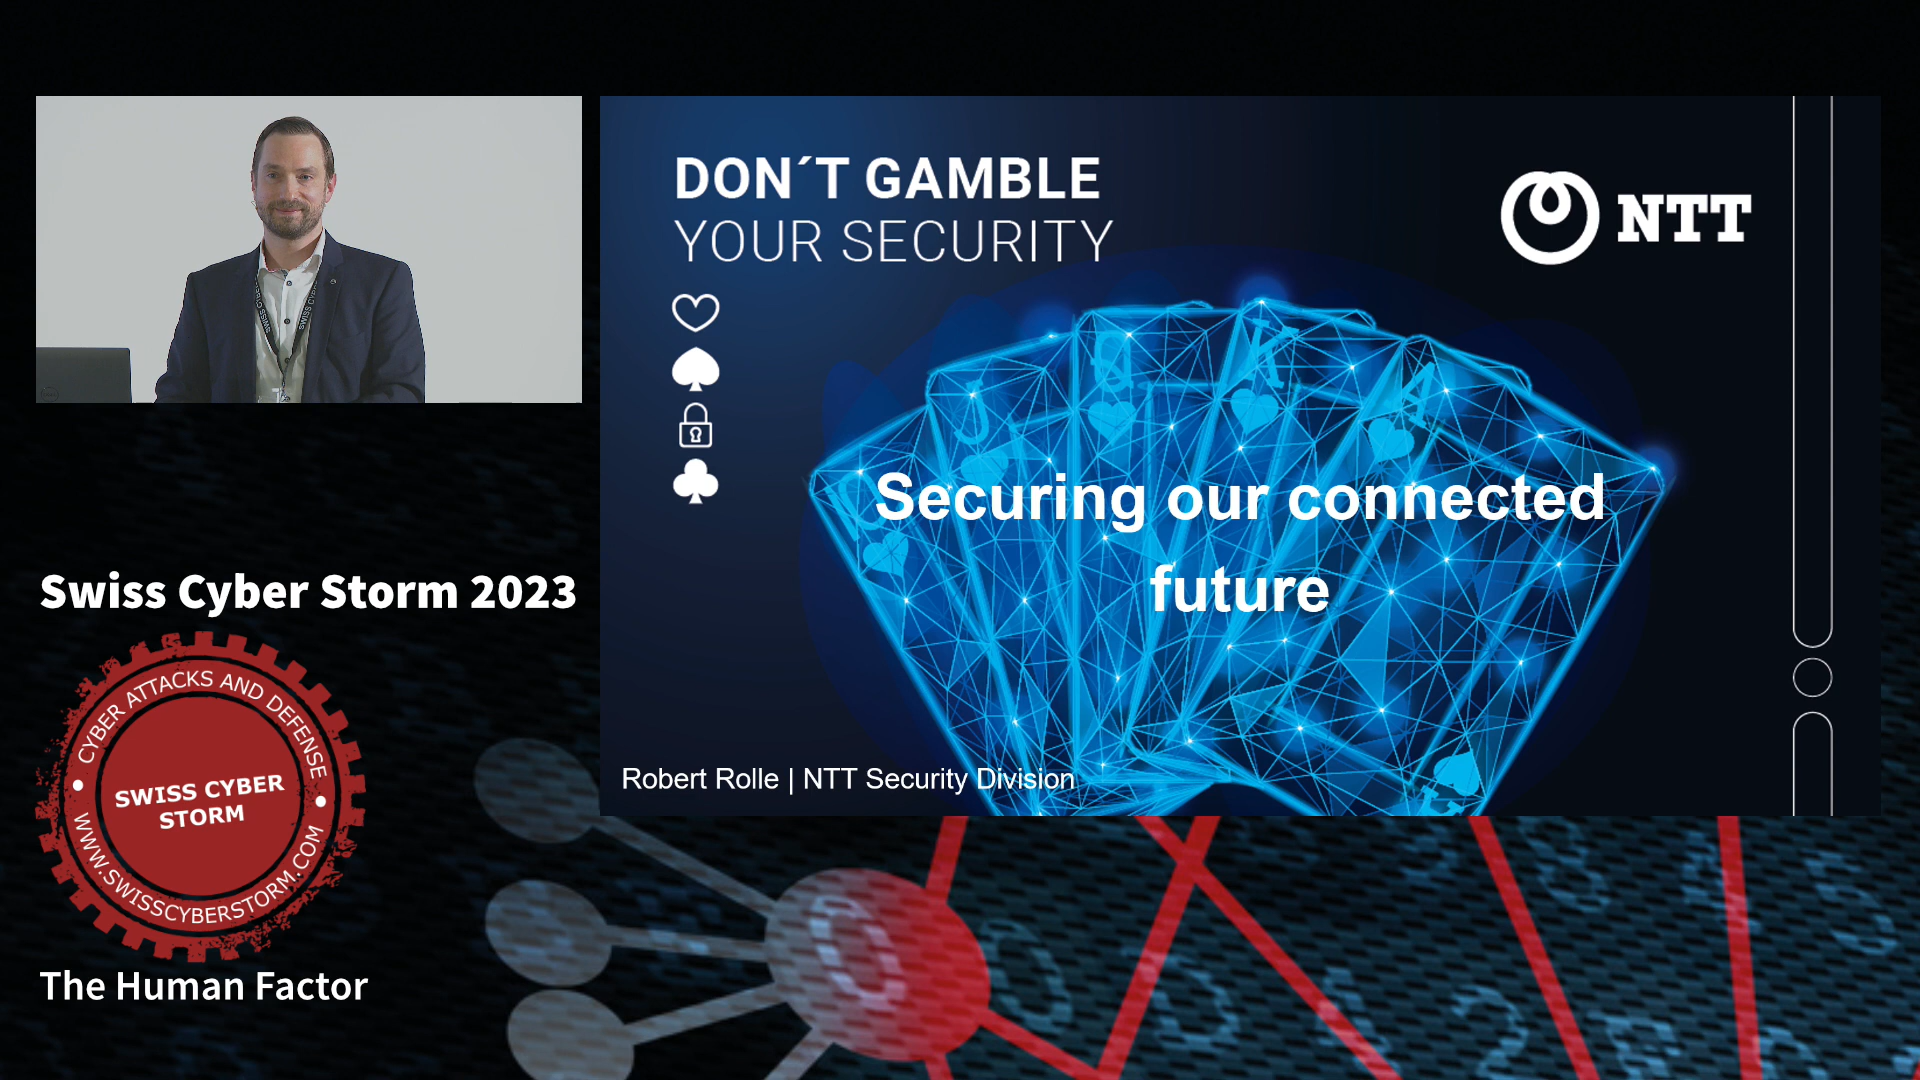 DON´T GAMBLE
YOUR SECURITY
NTT
J
Q
K
A
Securing our connected
future
Robert Rolle | NTT Security Division
Swiss Cyber Storm 2023
CYBER ATTACKS AND DEFENSE
SWISS CYBER
STORM
WWW.SWISSCYBERSTORM.COM
The Human Factor